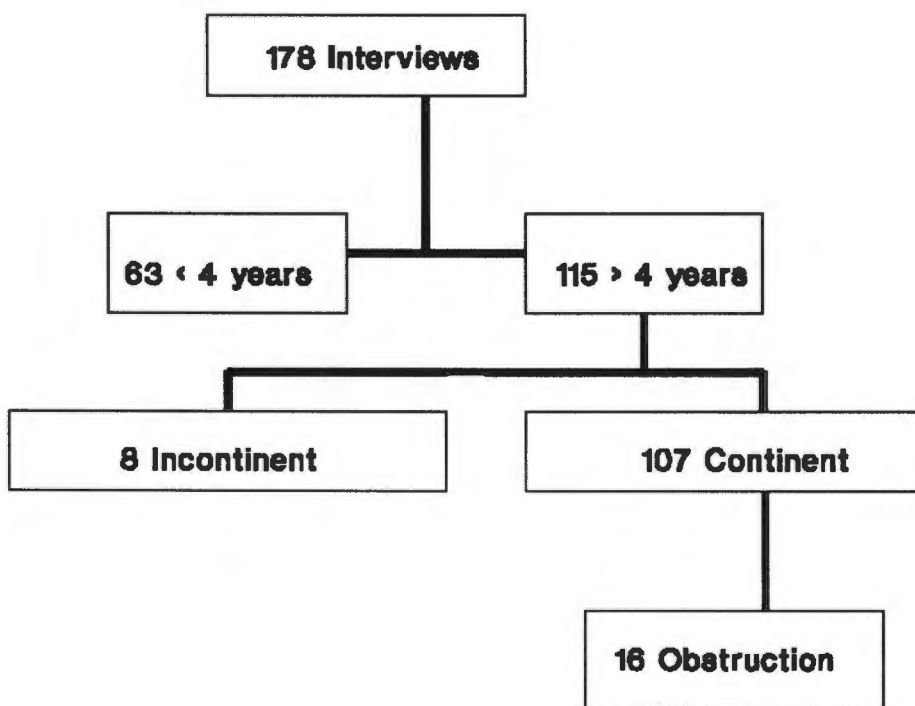 178 Interviews
63 < 4 years
115 > 4 years
8 Incontinent
107 Continent
16 Obstruction